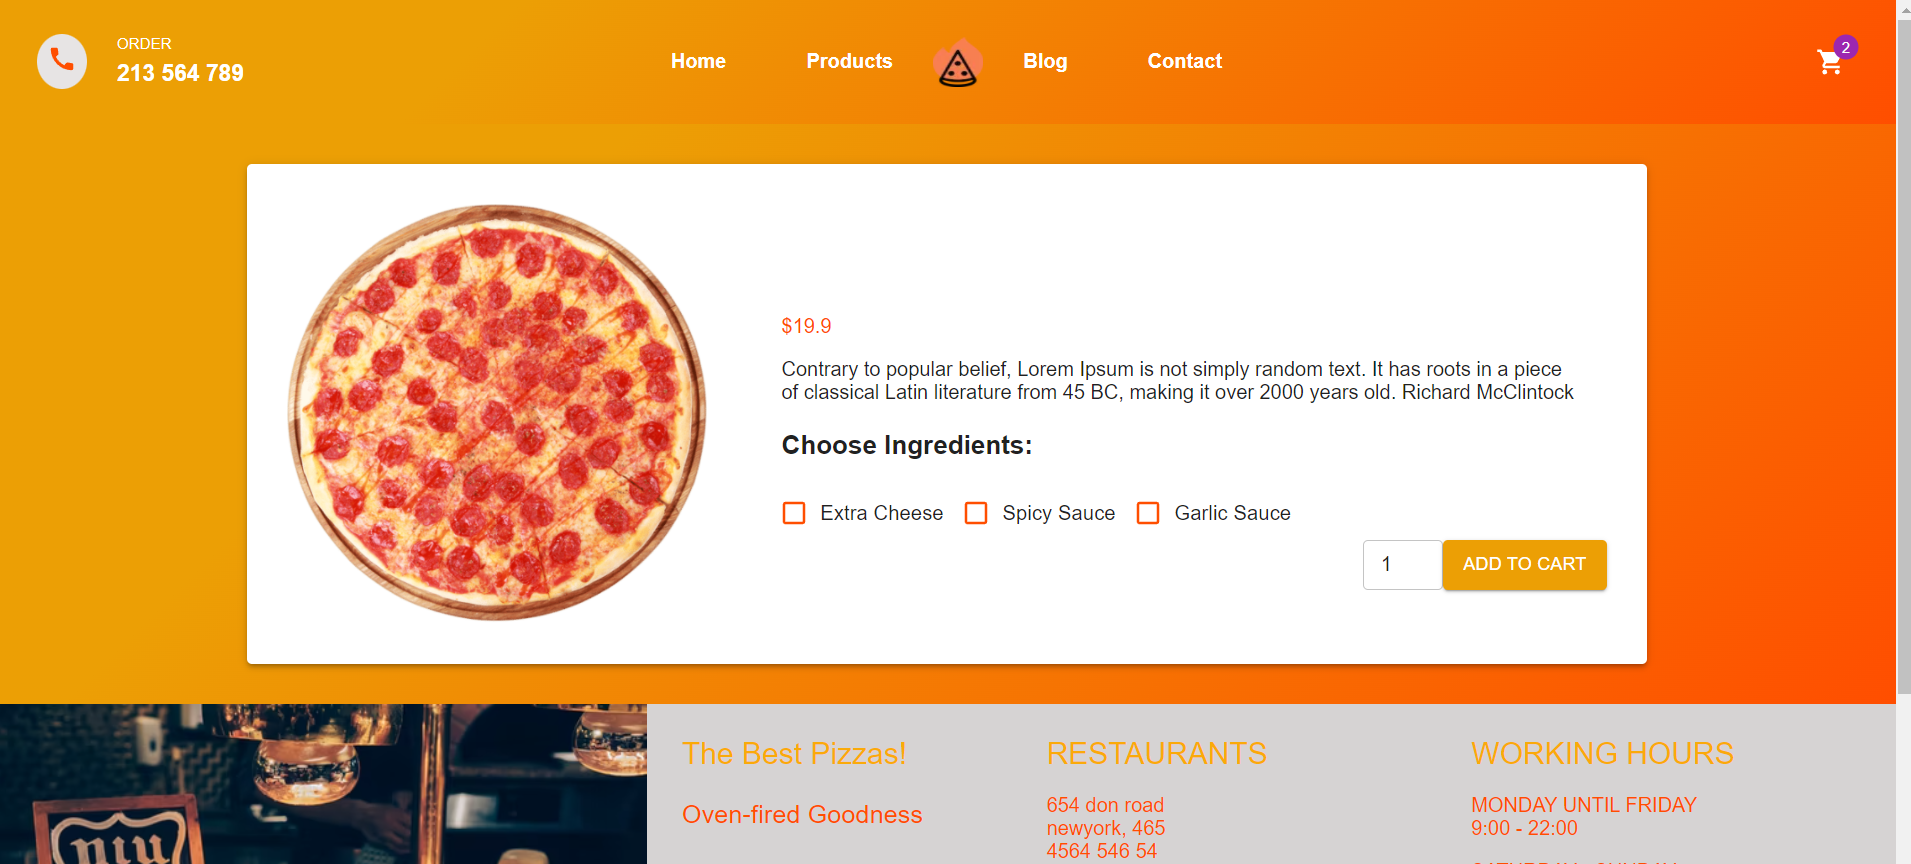 ORDER
213 564 789
Home
Products
Blog
Contact
2
$19.9
Contrary to popular belief, Lorem Ipsum is not simply random text. It has roots in a piece
of classical Latin literature from 45 BC, making it over 2000 years old. Richard McClintock
Choose Ingredients:
Extra Cheese
Spicy Sauce
Garlic Sauce
1
ADD TO CART
The Best Pizzas!
Oven-fired Goodness
RESTAURANTS
654 don road
newyork, 465
4564 546 54
WORKING HOURS
MONDAY UNTIL FRIDAY
9:00 - 22:00